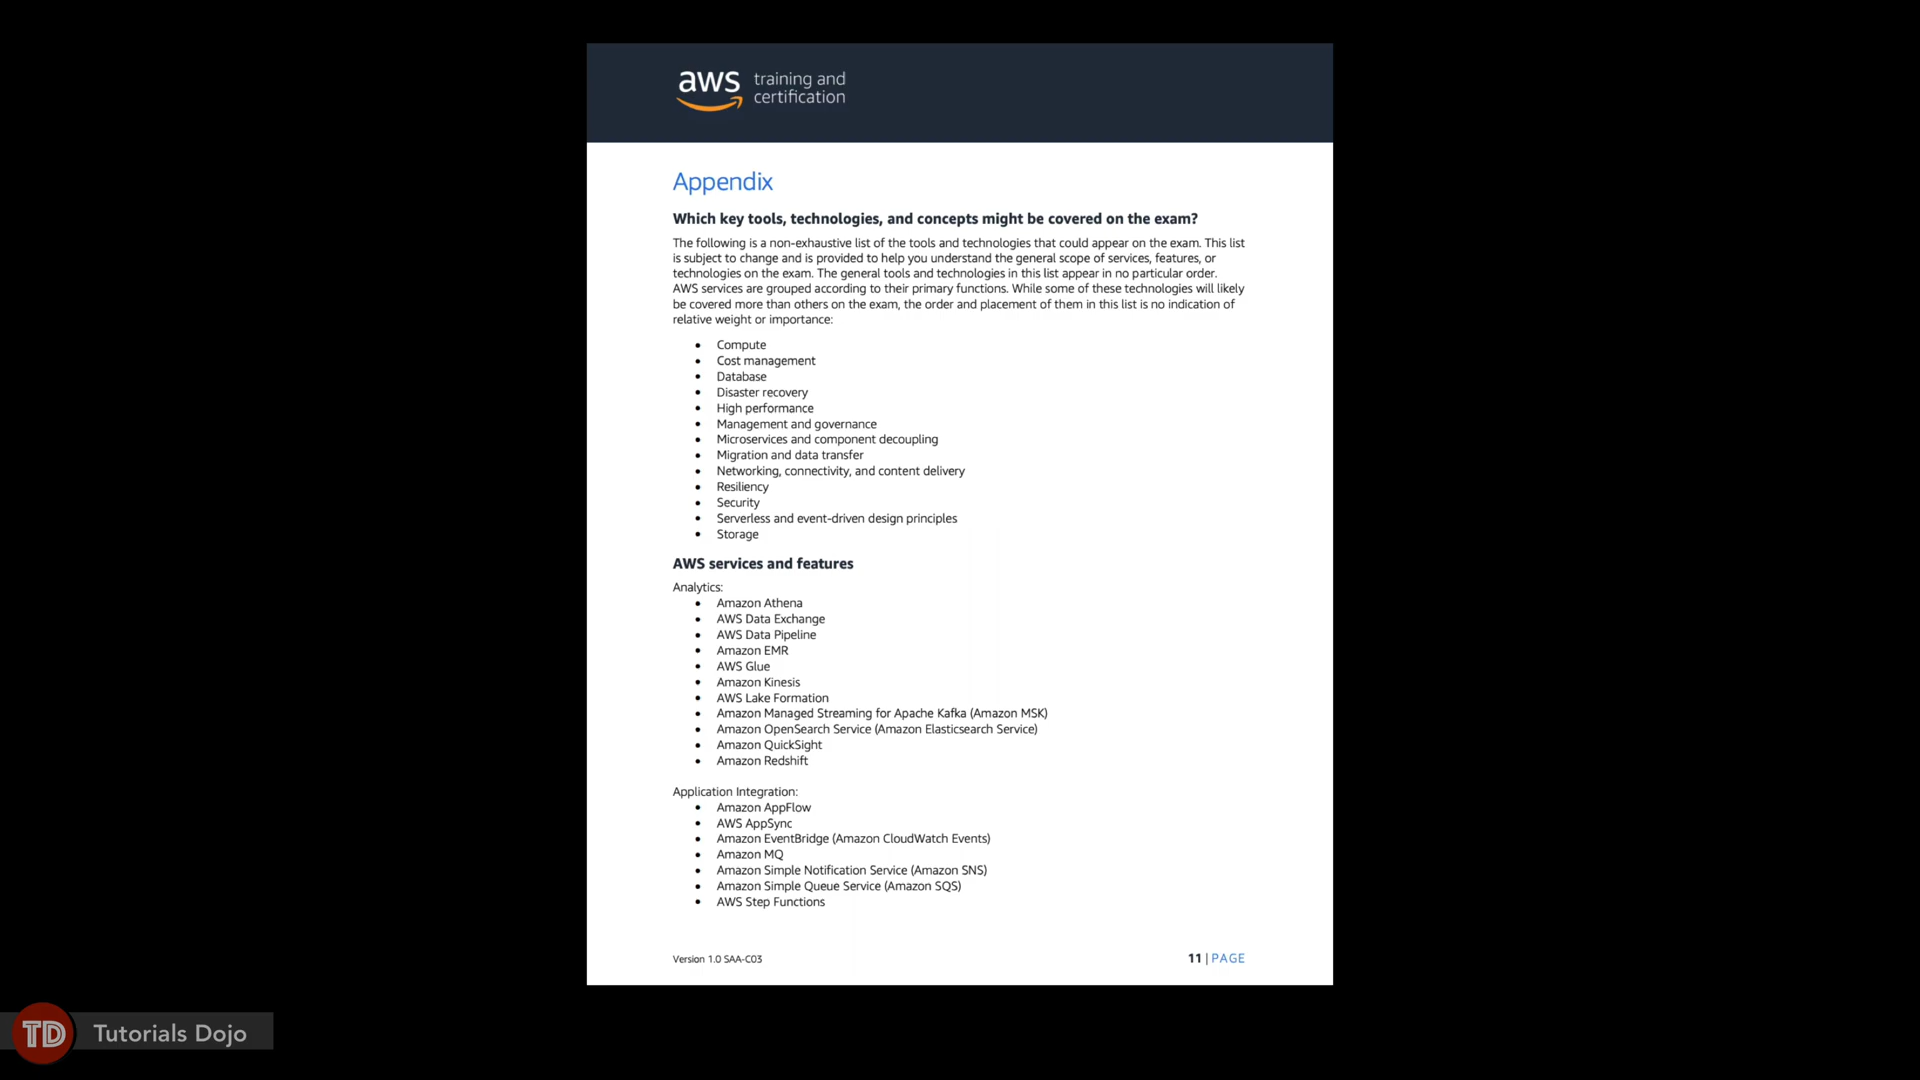 aws training and
certification
Appendix
Which key tools, technologies, and concepts might be covered on the exam?
The following is a non-exhaustive list of the tools and technologies that could appear on the exam. This list
is subject to change and is provided to help you understand the general scope of services, features, or
technologies on the exam. The general tools and technologies in this list appear in no particular order.
AWS services are grouped according to their primary functions. While some of these technologies will likely
be covered more than others on the exam, the order and placement of them in this list is no indication of
relative weight or importance:
• Compute
• Cost management
• Database
• Disaster recovery
• High performance
• Management and governance
• Microservices and component decoupling
• Migration and data transfer
• Networking, connectivity, and content delivery
• Resiliency
• Security
• Serverless and event-driven design principles
• Storage
AWS services and features
Analytics:
• Amazon Athena
• AWS Data Exchange
• AWS Data Pipeline
• Amazon EMR
• AWS Glue
• Amazon Kinesis
• AWS Lake Formation
• Amazon Managed Streaming for Apache Kafka (Amazon MSK)
• Amazon OpenSearch Service (Amazon Elasticsearch Service)
• Amazon QuickSight
• Amazon Redshift
Application Integration:
• Amazon AppFlow
• AWS AppSync
• Amazon EventBridge (Amazon CloudWatch Events)
• Amazon MQ
• Amazon Simple Notification Service (Amazon SNS)
• Amazon Simple Queue Service (Amazon SQS)
• AWS Step Functions
Version 1.0 SAA-C03
11 | PAGE
TD Tutorials Dojo